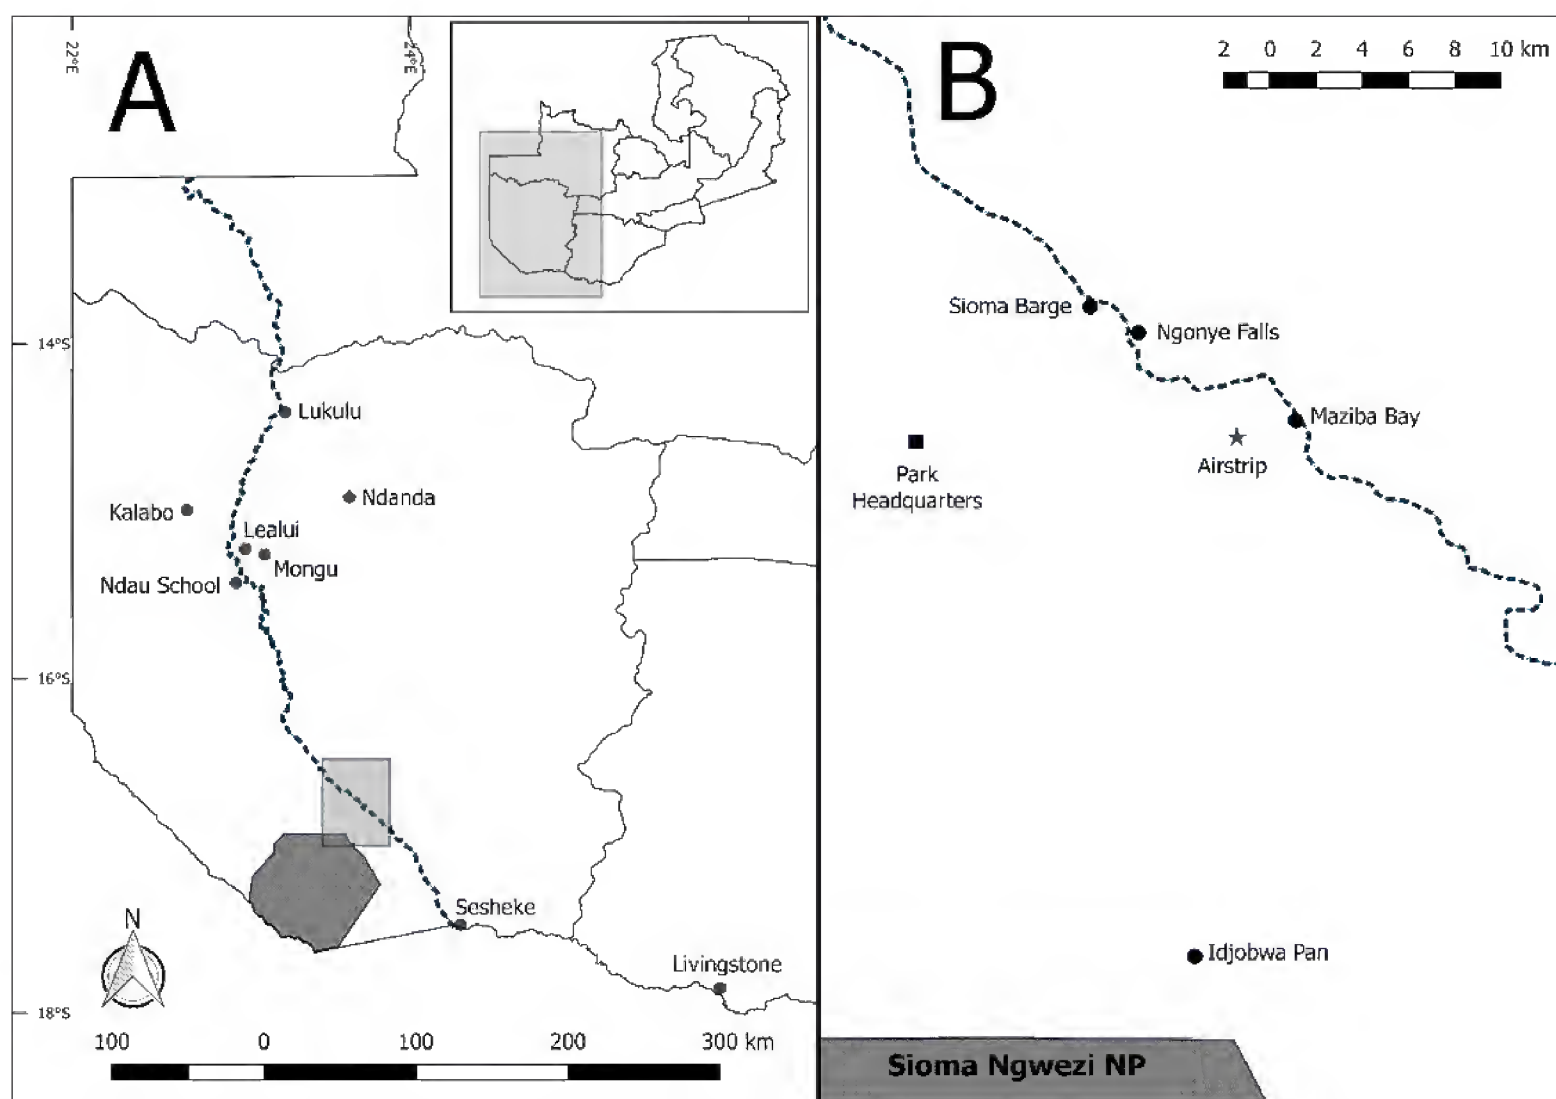 A
22°E
24°E
14°S
16°S
18°S
Lukulu
Ndanda
Kalabo
Lealui
Mongu
Ndau School
Sesheke
Livingstone
N
100 0 100 200 300 km
B
2 0 2 4 6 8 10 km
Sioma Barge
Ngonye Falls
Maziba Bay
Airstrip
Park
Headquarters
Idjobwa Pan
Sioma Ngwezi NP